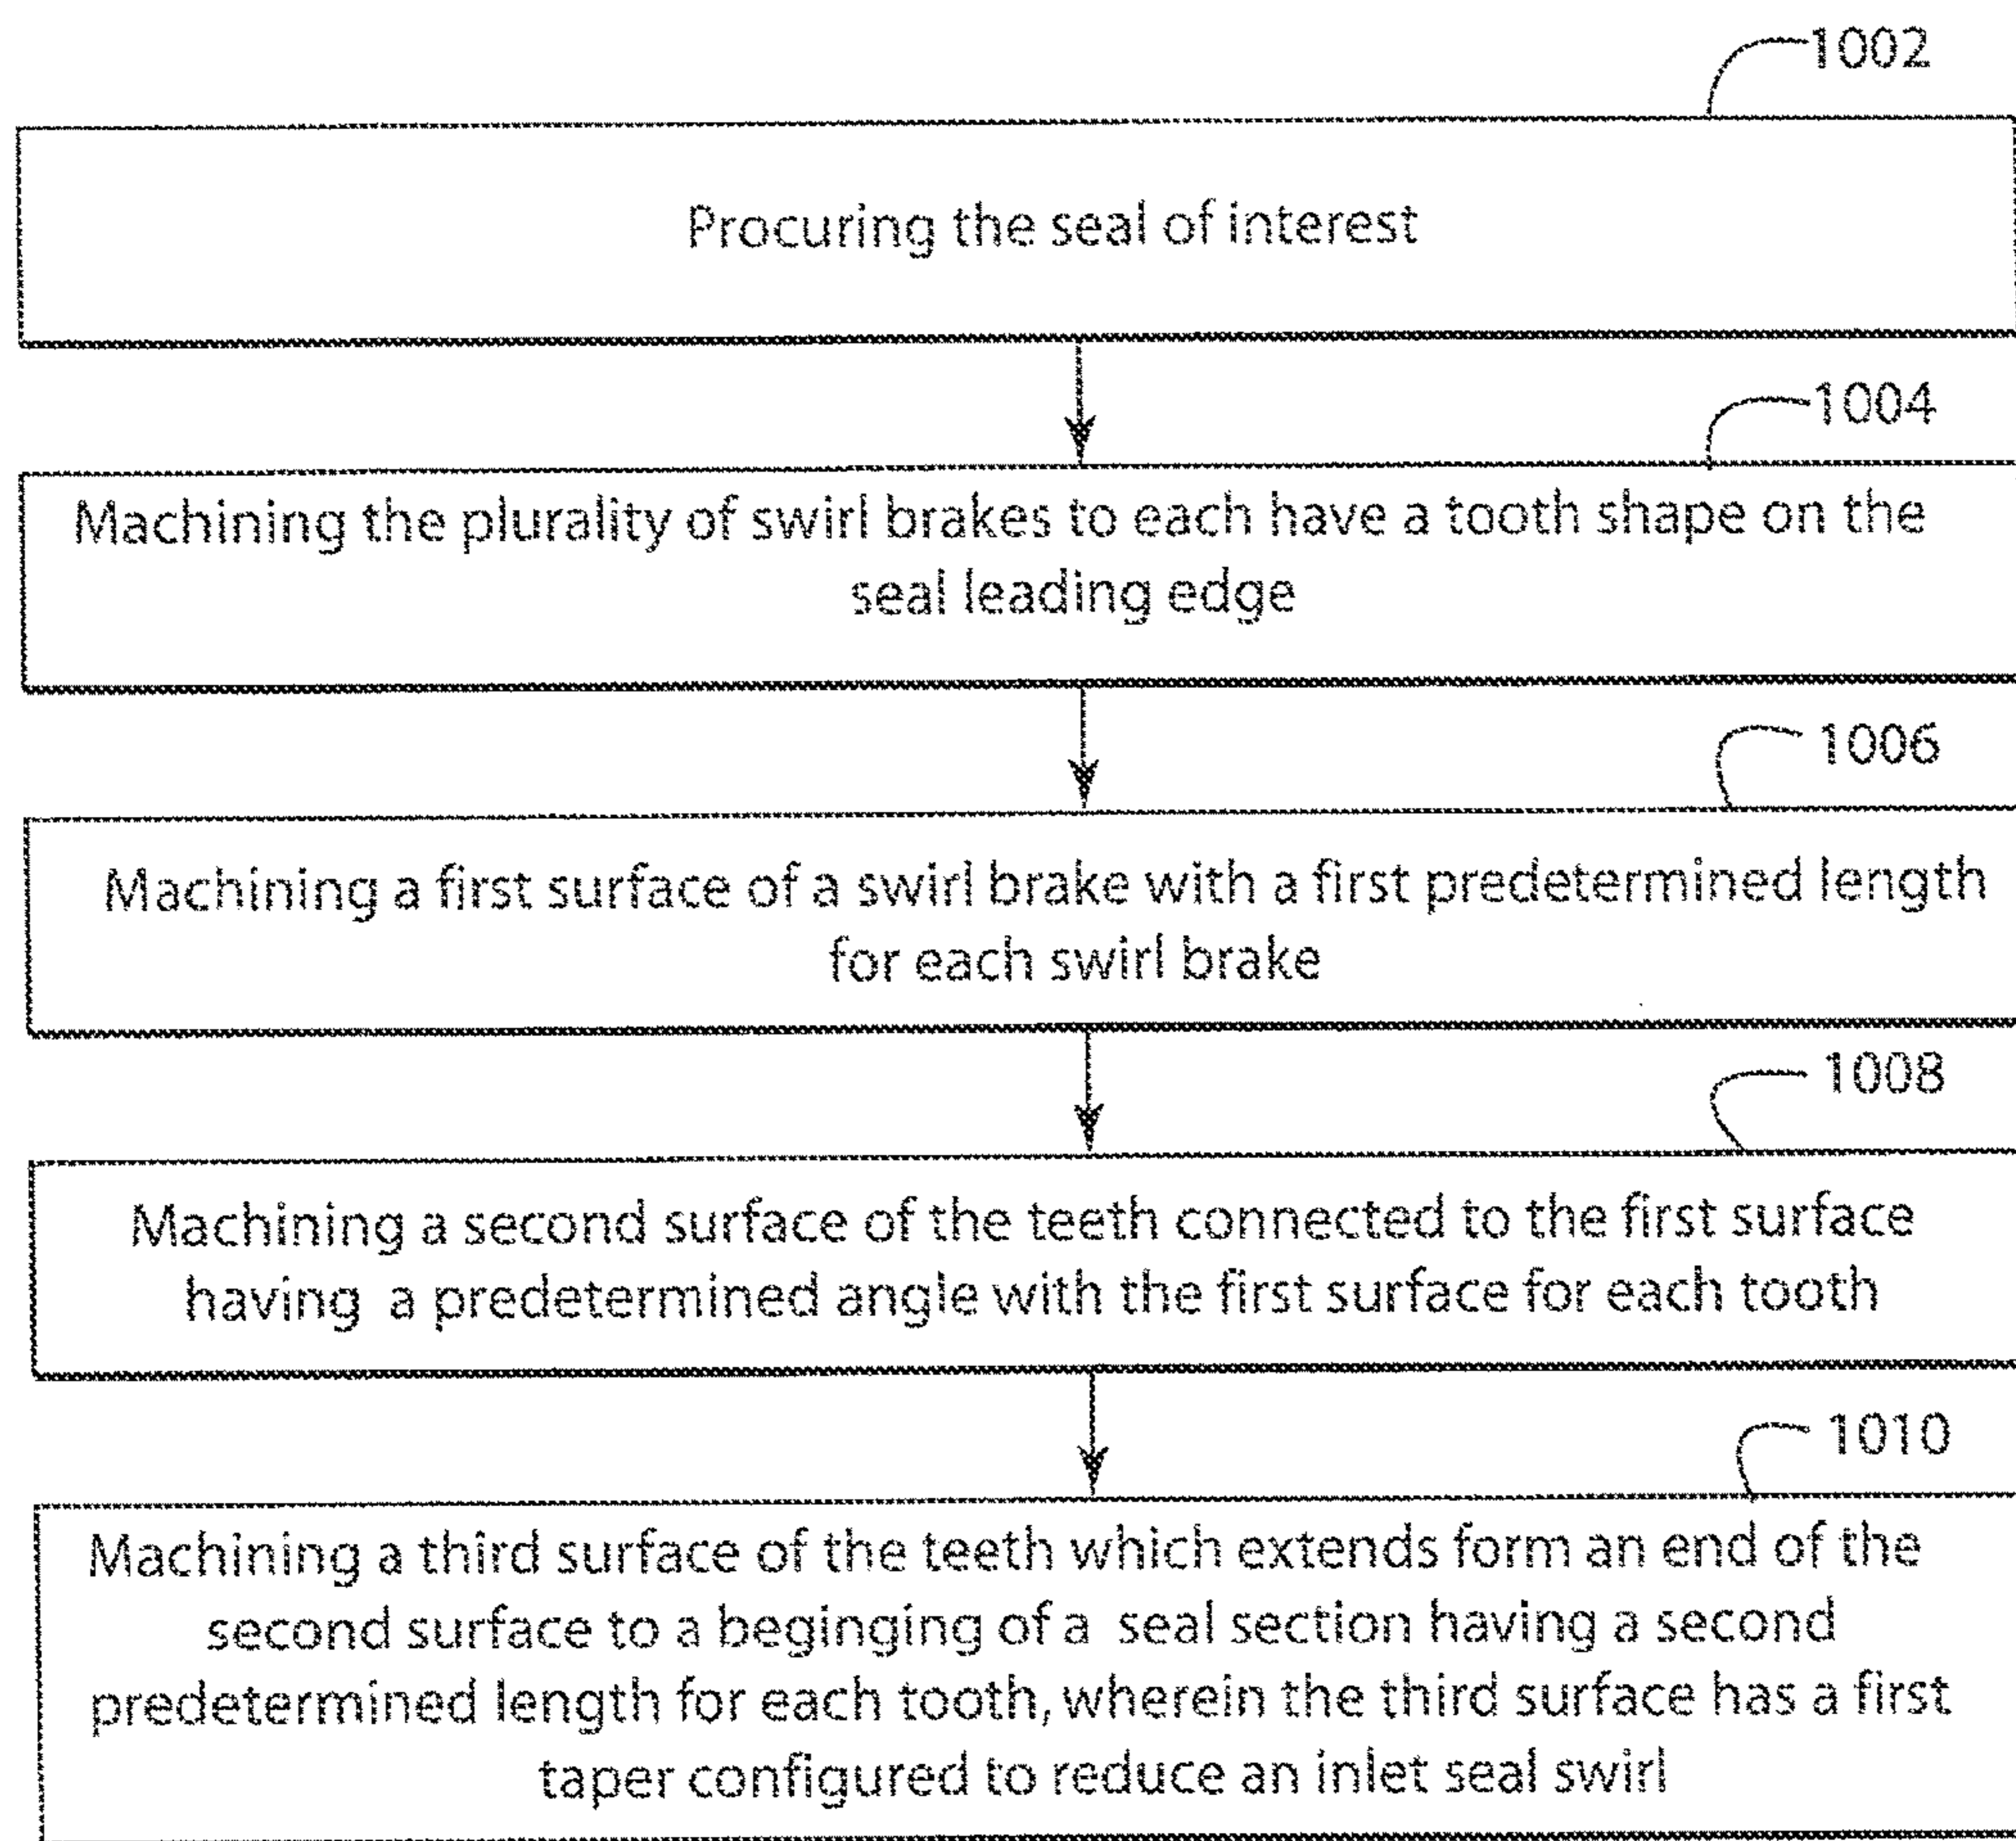 1002
Procuring the seal of interest
1004
Machining the plurality of swirl brakes to each have a tooth shape on the
seal leading edge
1006
Machining a first surface of a swirl brake with a first predetermined length
for each swirl brake
1008
Machining a second surface of the teeth connected to the first surface
having a predetermined angle with the first surface for each tooth
1010
Machining a third surface of the teeth which extends form an end of the
second surface to a beginging of a seal section having a second
predetermined length for each tooth, wherein the third surface has a first
taper configured to reduce an inlet seal swirl